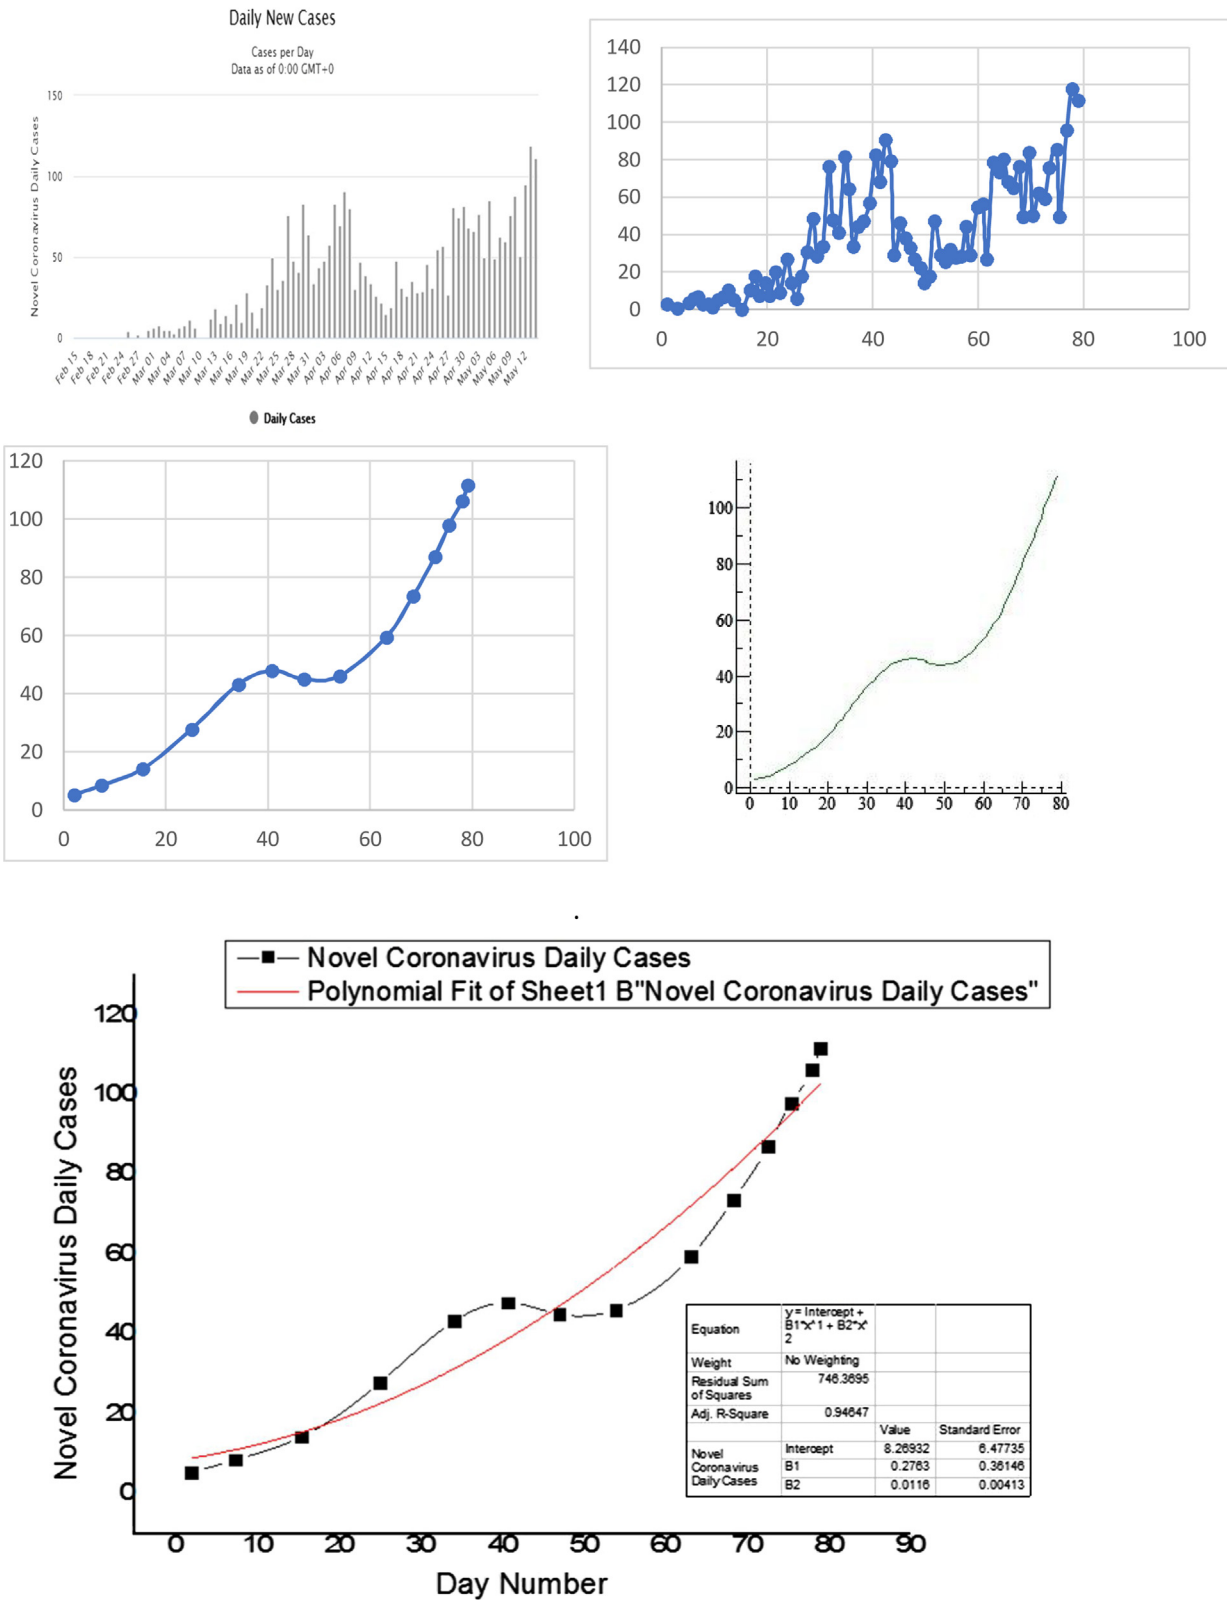 Daily New Cases
Cases per Day
Data as of 0:00 GMT+0
Novel Coronavirus Daily Cases
150
100
50
0
Feb 15 Feb 18 Feb 21 Feb 24 Feb 27 Mar 01 Mar 04 Mar 07 Mar 10 Mar 13 Mar 16 Mar 19 Mar 22 Mar 25 Mar 28 Mar 31 Apr 03 Apr 06 Apr 09 Apr 12 Apr 15 Apr 18 Apr 21 Apr 24 Apr 27 Apr 30 May 03 May 06 May 09 May 12
Daily Cases
140
120
100
80
60
40
20
0
0 20 40 60 80 100
120
100
80
60
40
20
0
0 20 40 60 80 100
100
80
60
40
20
0
0 10 20 30 40 50 60 70 80
.
Novel Coronavirus Daily Cases
Polynomial Fit of Sheet1 B"Novel Coronavirus Daily Cases"
Novel Coronavirus Daily Cases
120
100
80
60
40
20
0
0 10 20 30 40 50 60 70 80 90
Day Number
Equation y = Intercept +
B1*x^1 + B2*x^
2
Weight No Weighting
Residual Sum
of Squares 746.3695
Adj. R-Square 0.94647
Value Standard Error
Novel
Coronavirus
Daily Cases
Intercept 8.26932 6.47735
B1 0.2763 0.36146
B2 0.0116 0.00413